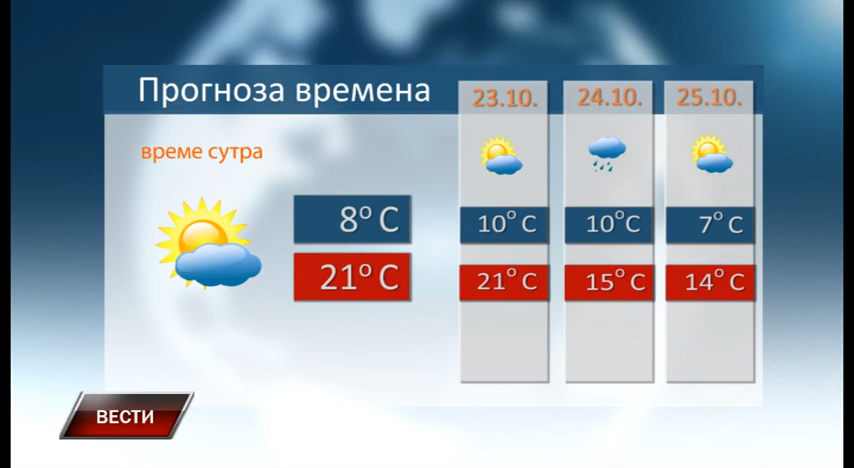 Прогноза времена
време сутра
8° C
21° C
23.10.
10° C
21° C
24.10.
10°C
15° C
25.10.
7° C
14° C
ВЕСТИ